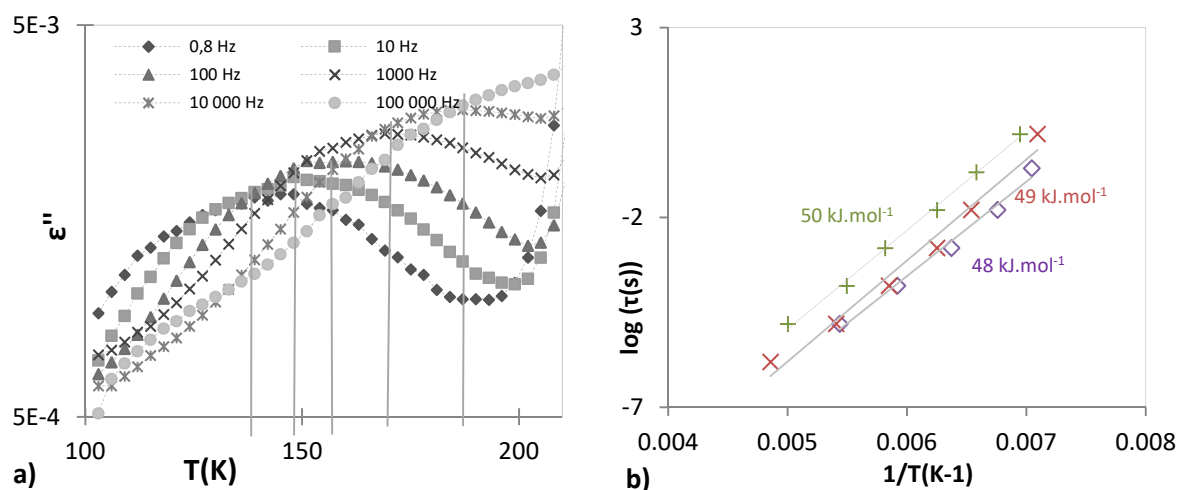 5E-3
0,8 Hz
10 Hz
100 Hz
1000 Hz
10 000 Hz
100 000 Hz
ε"
5E-4
100
150
200
T(K)
a)
3
-2
-7
log (τ(s))
50 kJ.mol-1
49 kJ.mol-1
48 kJ.mol-1
0.004
0.005
0.006
0.007
0.008
1/T(K-1)
b)